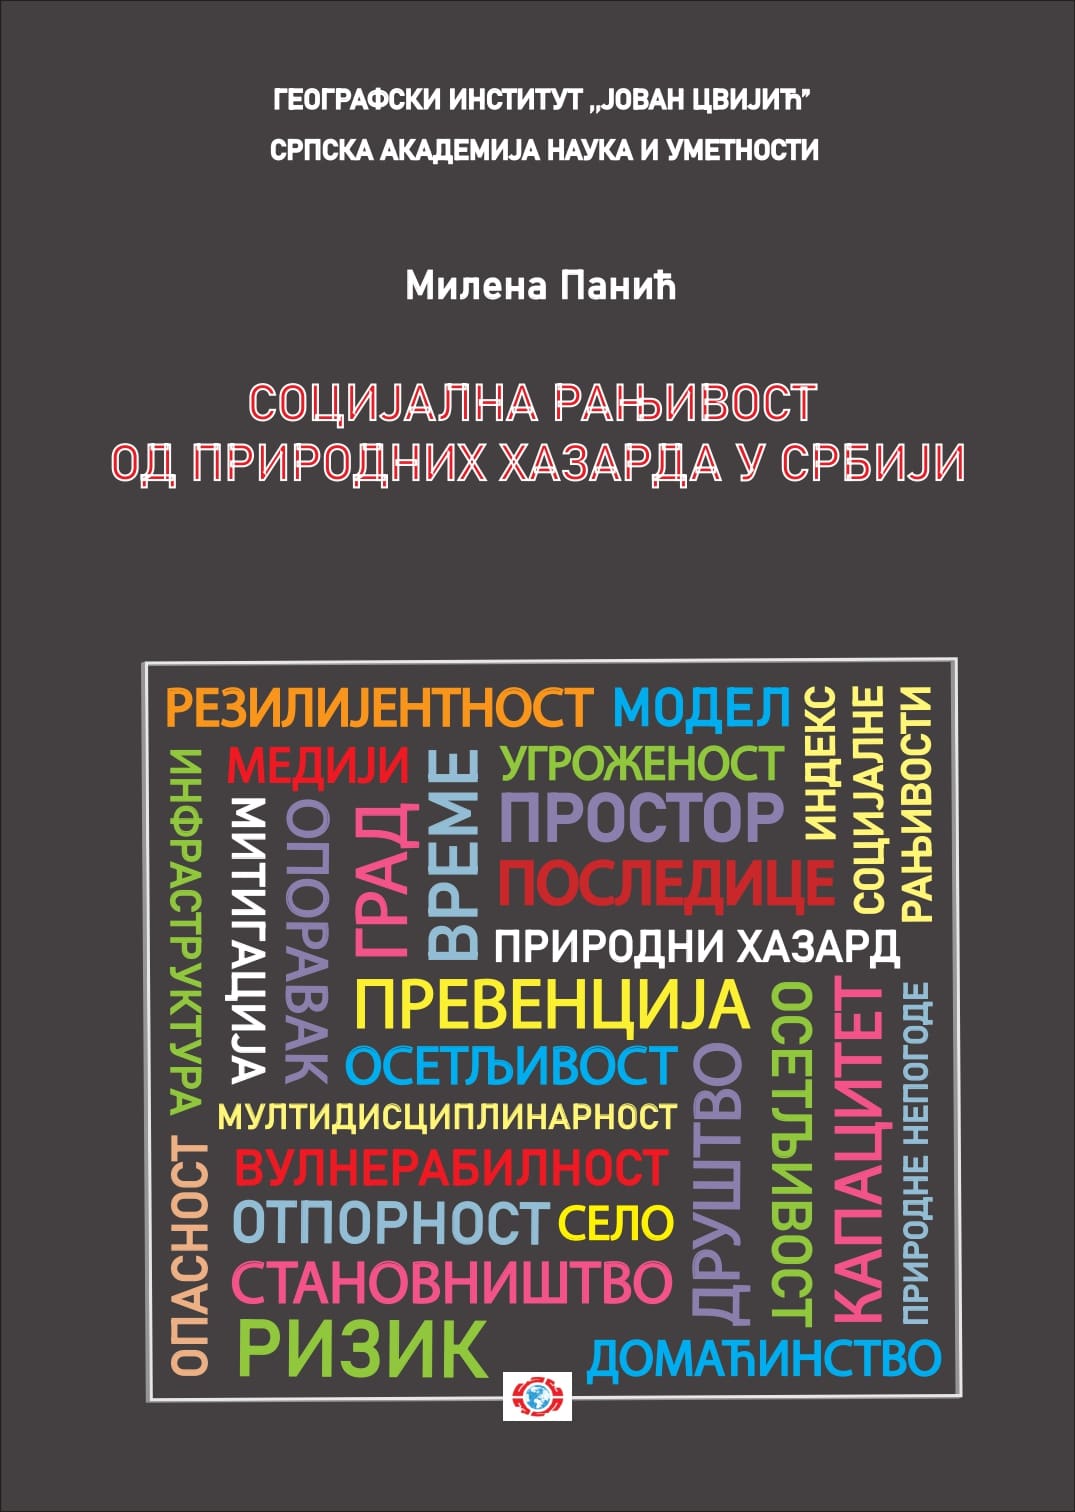 ГЕОГРАФСКИ ИНСТИТУТ ,,ЈОВАН ЦВИЈИЋ”
СРПСКА АКАДЕМИЈА НАУКА И УМЕТНОСТИ
Милена Панић
СОЦИЈАЛНА РАЊИВОСТ
ОД ПРИРОДНИХ ХАЗАРДА У СРБИЈИ
РЕЗИЛИЈЕНТНОСТ
МОДЕЛ
ИНДЕКС
СОЦИЈАЛНЕ
РАЊИВОСТИ
ИНФРАСТРУКТУРА
МЕДИЈИ
МИТИГАЦИЈА
ОПОРАВАК
ГРАД
ВРЕМЕ
УГРОЖЕНОСТ
ПРОСТОР
ПОСЛЕДИЦЕ
ПРИРОДНИ ХАЗАРД
ПРЕВЕНЦИЈА
ОСЕТЉИВОСТ
МУЛТИДИСЦИПЛИНАРНОСТ
ДРУШТВО
ОСЕТЉИВОСТ
КАПАЦИТЕТ
ПРИРОДНЕ НЕПОГОДЕ
ОПАСНОСТ
ВУЛНЕРАБИЛНОСТ
ОТПОРНОСТ
СЕЛО
СТАНОВНИШТВО
РИЗИК
ДОМАЋИНСТВО